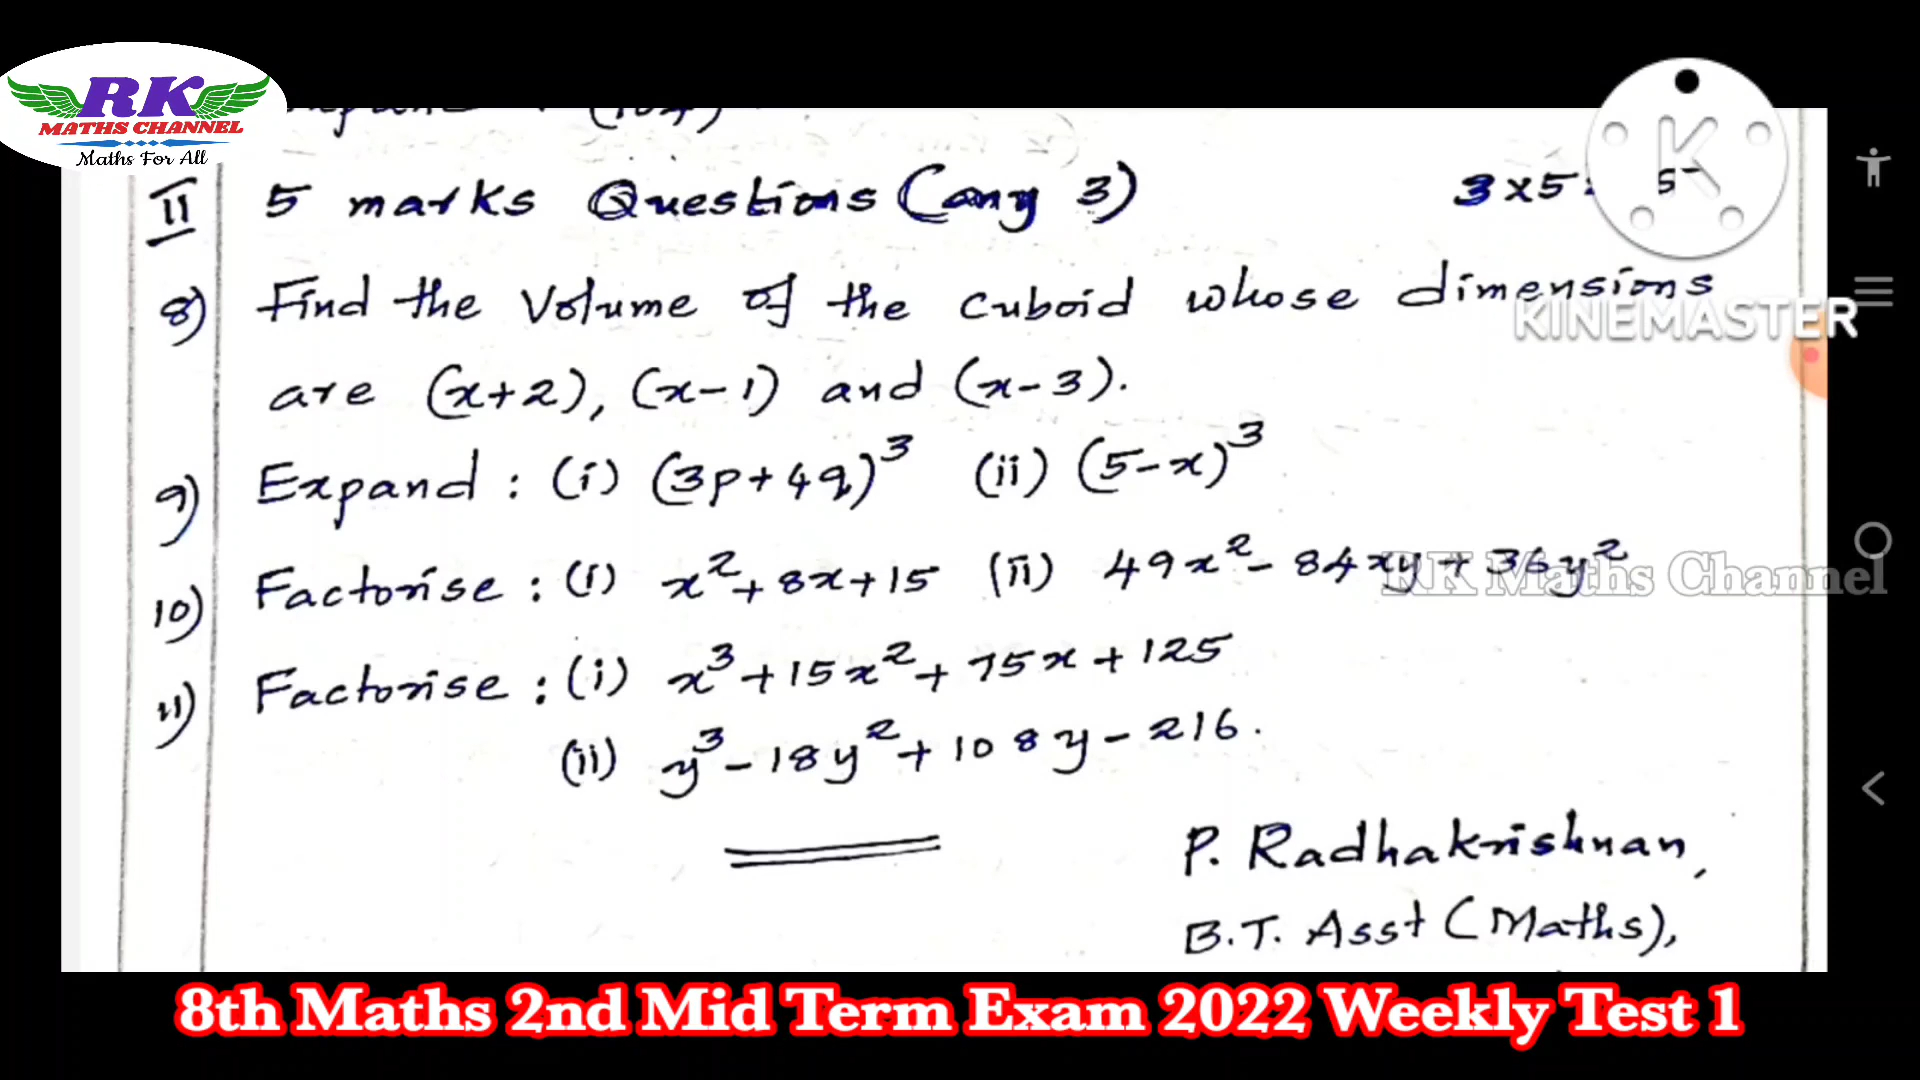 RK
MATHS CHANNEL
Maths For All
II 5 marks Questions (any 3) 3 x 5
8) Find the Volume of the cuboid whose dimensions
KINEMASTER
are (x+2), (x-1) and (x-3).
9) Expand : (i) (3p+4q)³ (ii) (5-x)³
10) Factorise : (i) x²+8x+15 (ii) 49x²-84xy+36y²
RK Maths Channel
11) Factorise : (i) x³+15x²+75x+125
(ii) y³-18y²+108y-216.
P. Radhakrishnan,
B.T. Asst (Maths),
8th Maths 2nd Mid Term Exam 2022 Weekly Test 1